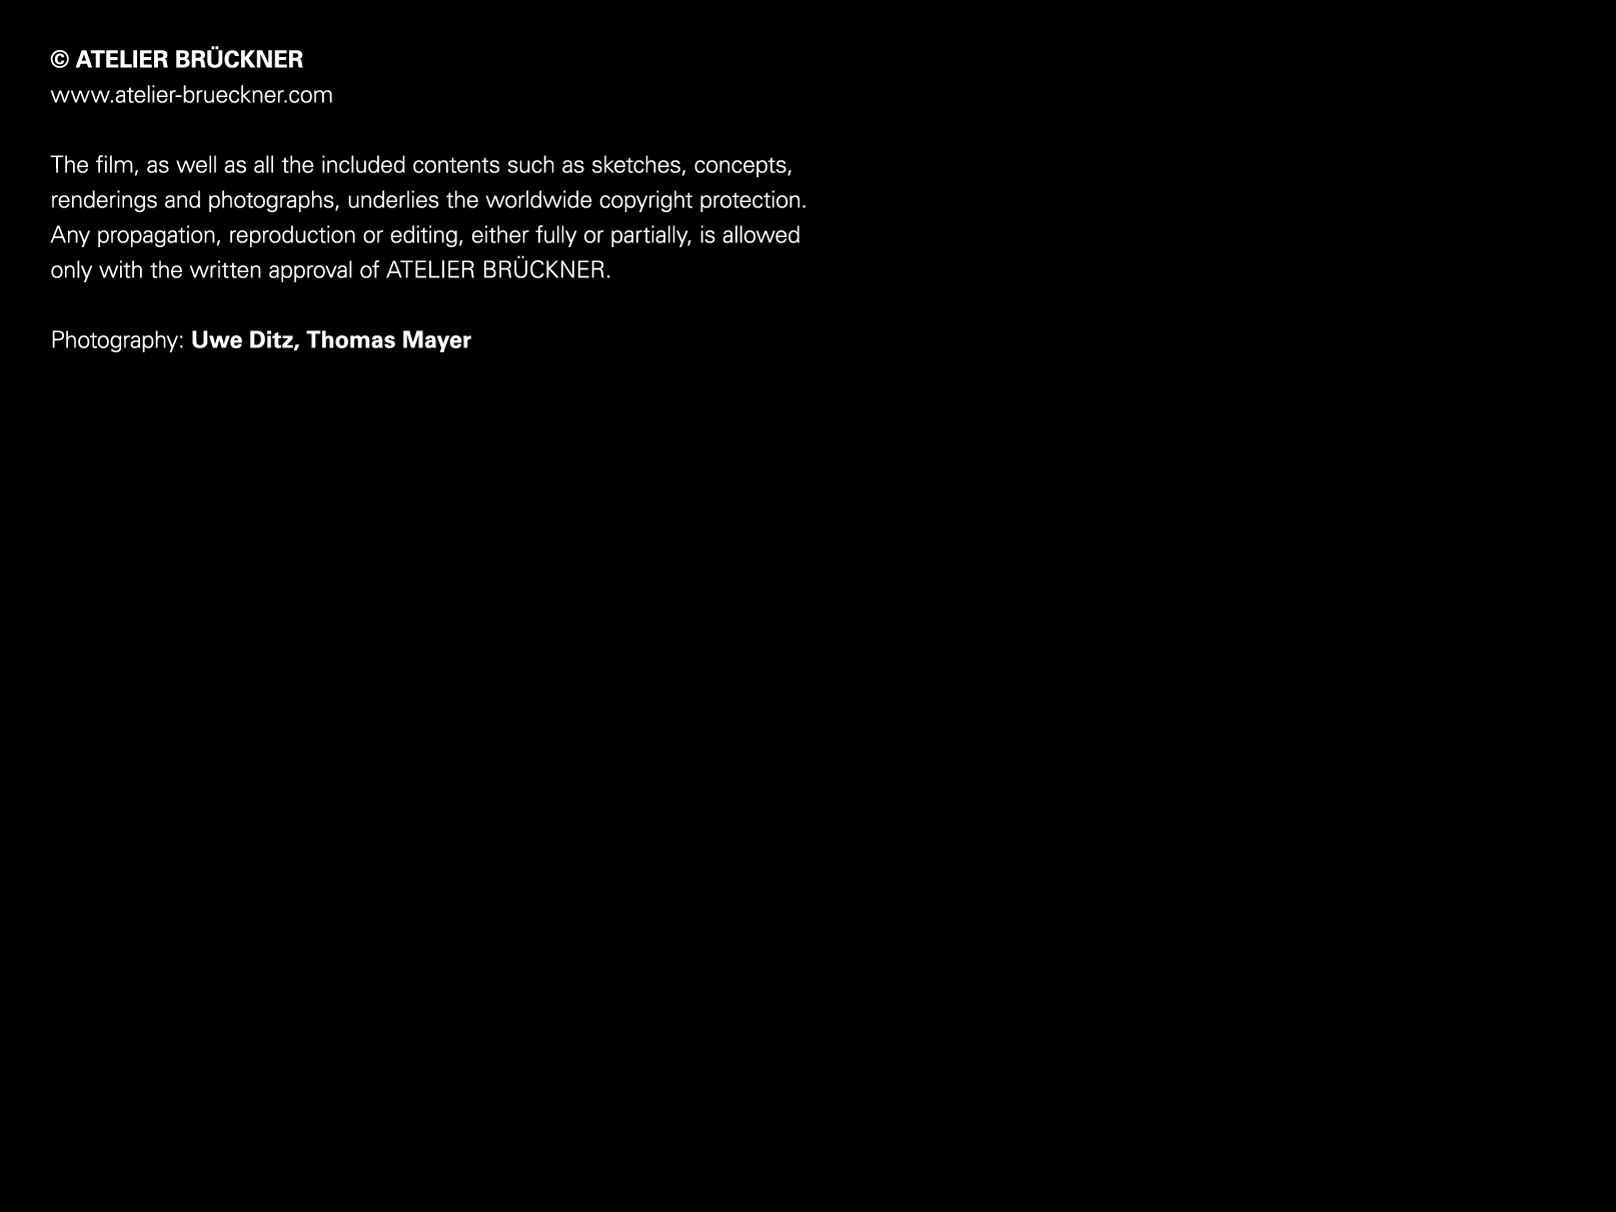 © ATELIER BRÜCKNER
www.atelier-brueckner.com
The film, as well as all the included contents such as sketches, concepts,
renderings and photographs, underlies the worldwide copyright protection.
Any propagation, reproduction or editing, either fully or partially, is allowed
only with the written approval of ATELIER BRÜCKNER.
Photography: Uwe Ditz, Thomas Mayer